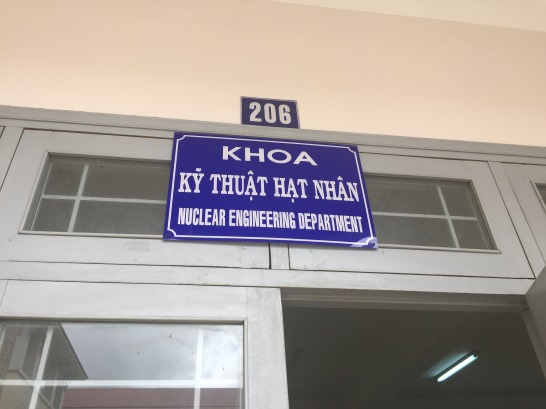 206
KHOA
KỸ THUẬT HẠT NHÂN
NUCLEAR ENGINEERING DEPARTMENT